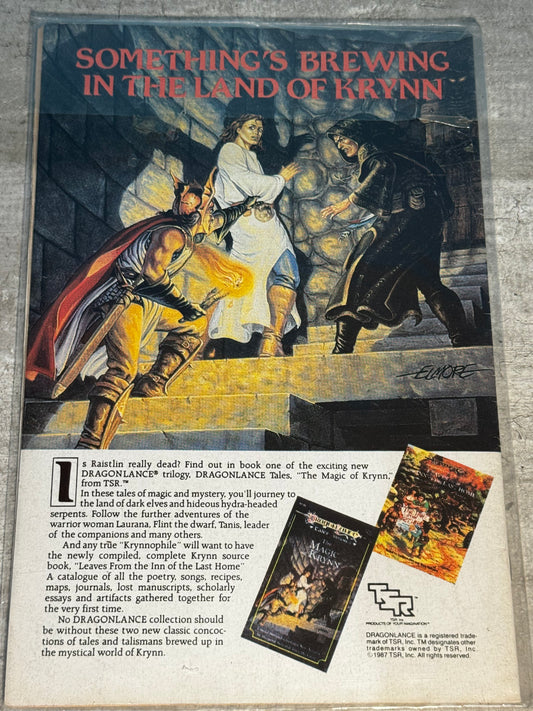 SOMETHING'S BREWING
IN THE LAND OF KRYNN™
ELMORE
Is Raistlin really dead? Find out in book one of the exciting new
DRAGONLANCE® trilogy, DRAGONLANCE Tales, "The Magic of Krynn,"
from TSR.™
In these tales of magic and mystery, you'll journey to
the land of dark elves and hideous hydra-headed
serpents. Follow the further adventures of the
warrior woman Laurana, Flint the dwarf, Tanis, leader
of the companions and many others.
And any true "Krynnophile" will want to have
the newly compiled, complete Krynn source
book, "Leaves From the Inn of the Last Home"
A catalogue of all the poetry, songs, recipes,
maps, journals, lost manuscripts, scholarly
essays and artifacts gathered together for
the very first time.
No DRAGONLANCE collection should
be without these two new classic concoc-
tions of tales and talismans brewed up in
the mystical world of Krynn.
The
MAGIC
of
KRYNN
TSR
TSR, Inc.
PRODUCTS OF YOUR IMAGINATION™
DRAGONLANCE is a registered trade-
mark of TSR, Inc. TM designates other
trademarks owned by TSR, Inc
©1987 TSR, Inc. All rights reserved.